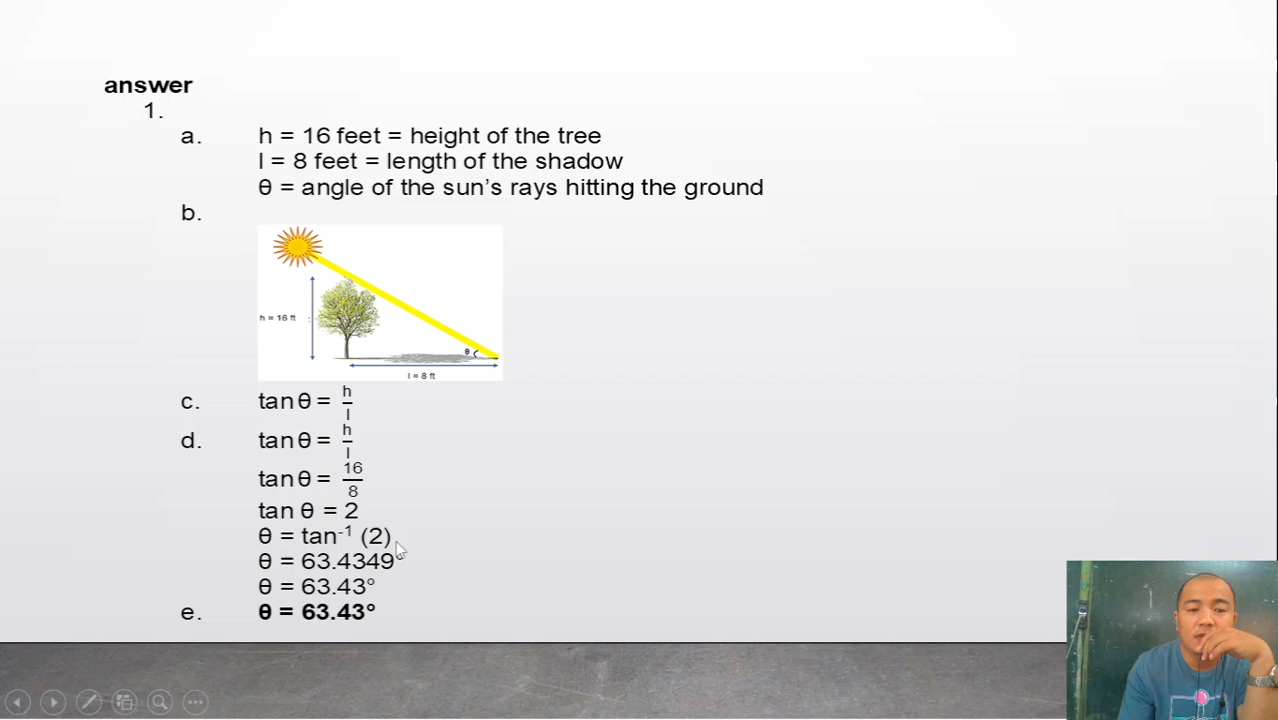 answer
1.
a. h = 16 feet = height of the tree
l = 8 feet = length of the shadow
θ = angle of the sun's rays hitting the ground
b.
h = 16 ft
θ
l = 8 ft
c. tan θ = h/l
d. tan θ = h/l
tan θ = 16/8
tan θ = 2
θ = tan⁻¹ (2)
θ = 63.4349°
θ = 63.43°
e. θ = 63.43°